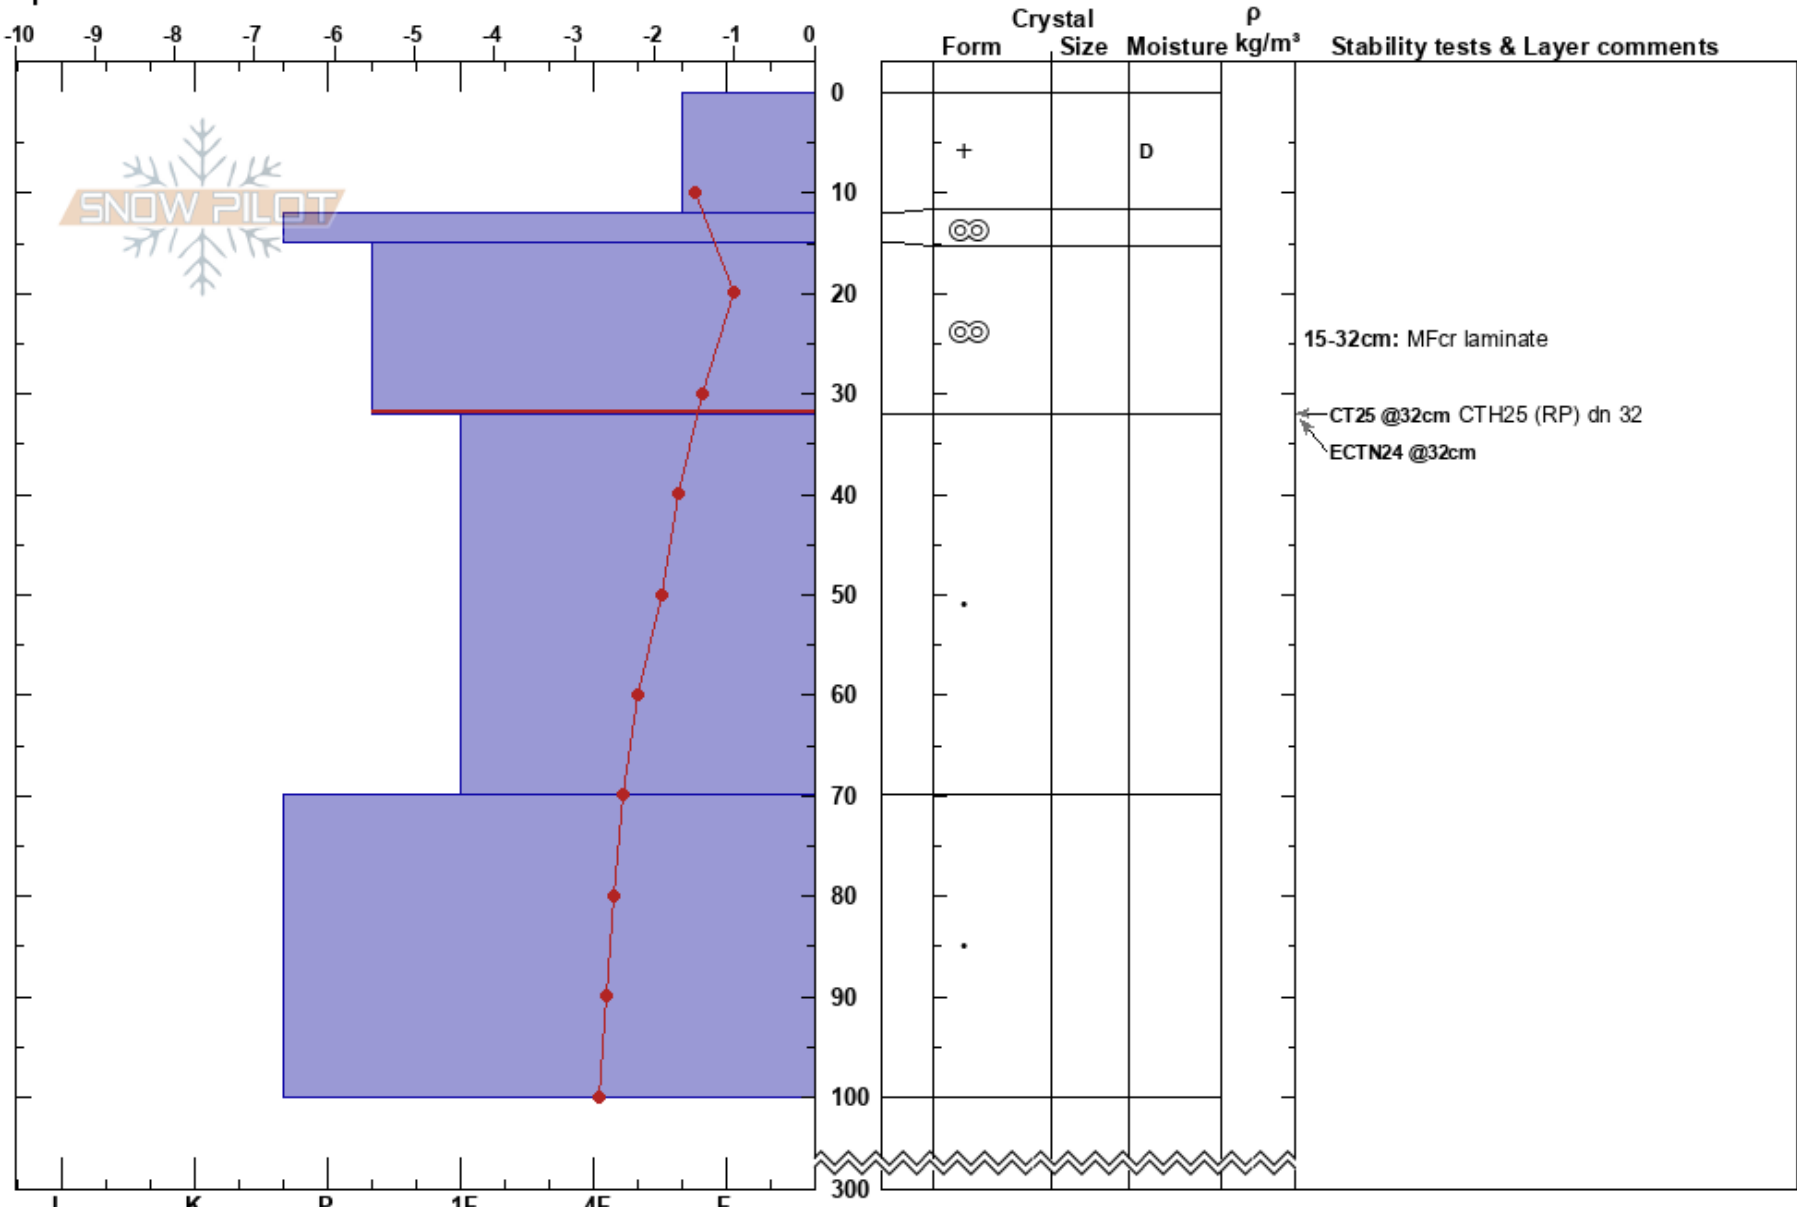 Crystal ρ
-10 -9 -8 -7 -6 -5 -4 -3 -2 -1 0
Form Size Moisture kg/m³ Stability tests & Layer comments
0
+ D
SNOW PILOT
10
20
15-32cm: MFcr laminate
30
CT25 @32cm CTH25 (RP) dn 32
ECTN24 @32cm
40
50
60
70
80
90
100
300
I K P 1F 4F F